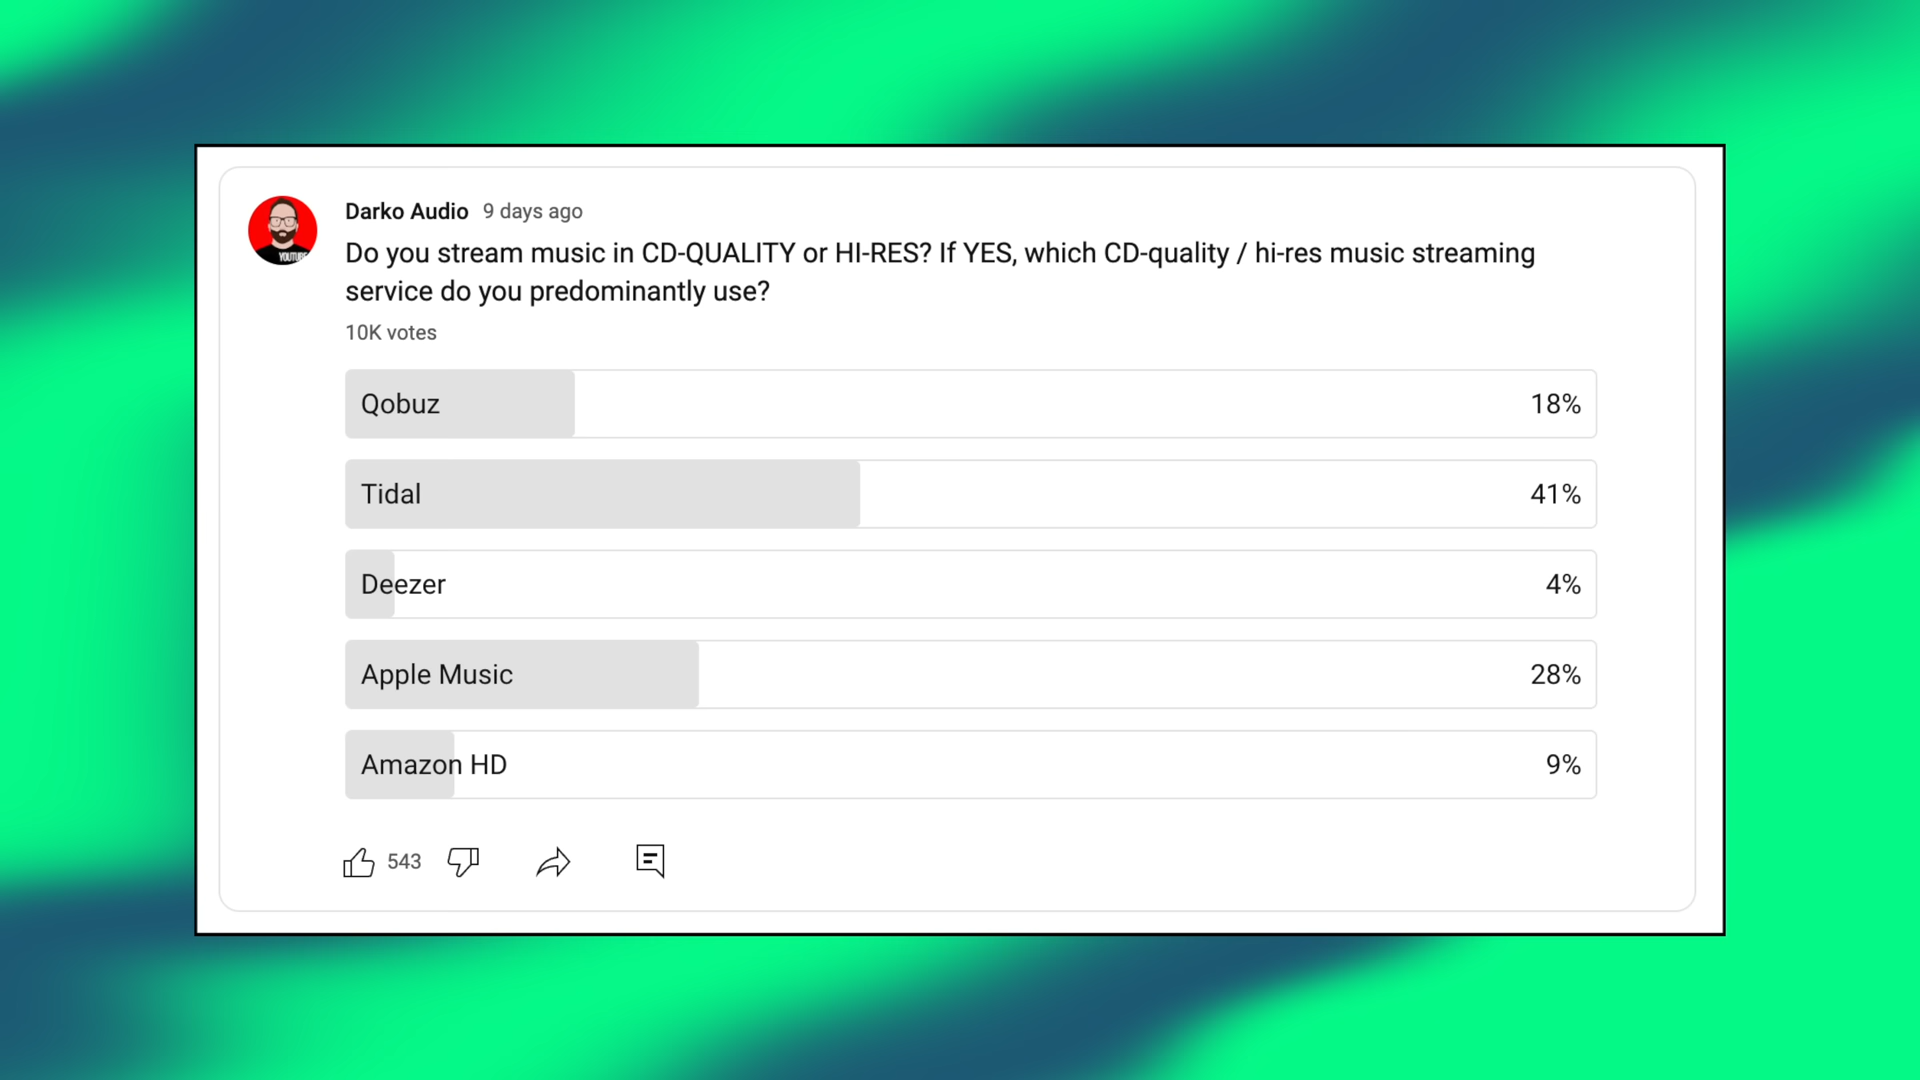 Darko Audio 9 days ago
Do you stream music in CD-QUALITY or HI-RES? If YES, which CD-quality / hi-res music streaming
service do you predominantly use?
10K votes
Qobuz 18%
Tidal 41%
Deezer 4%
Apple Music 28%
Amazon HD 9%
543
YOUTUBE